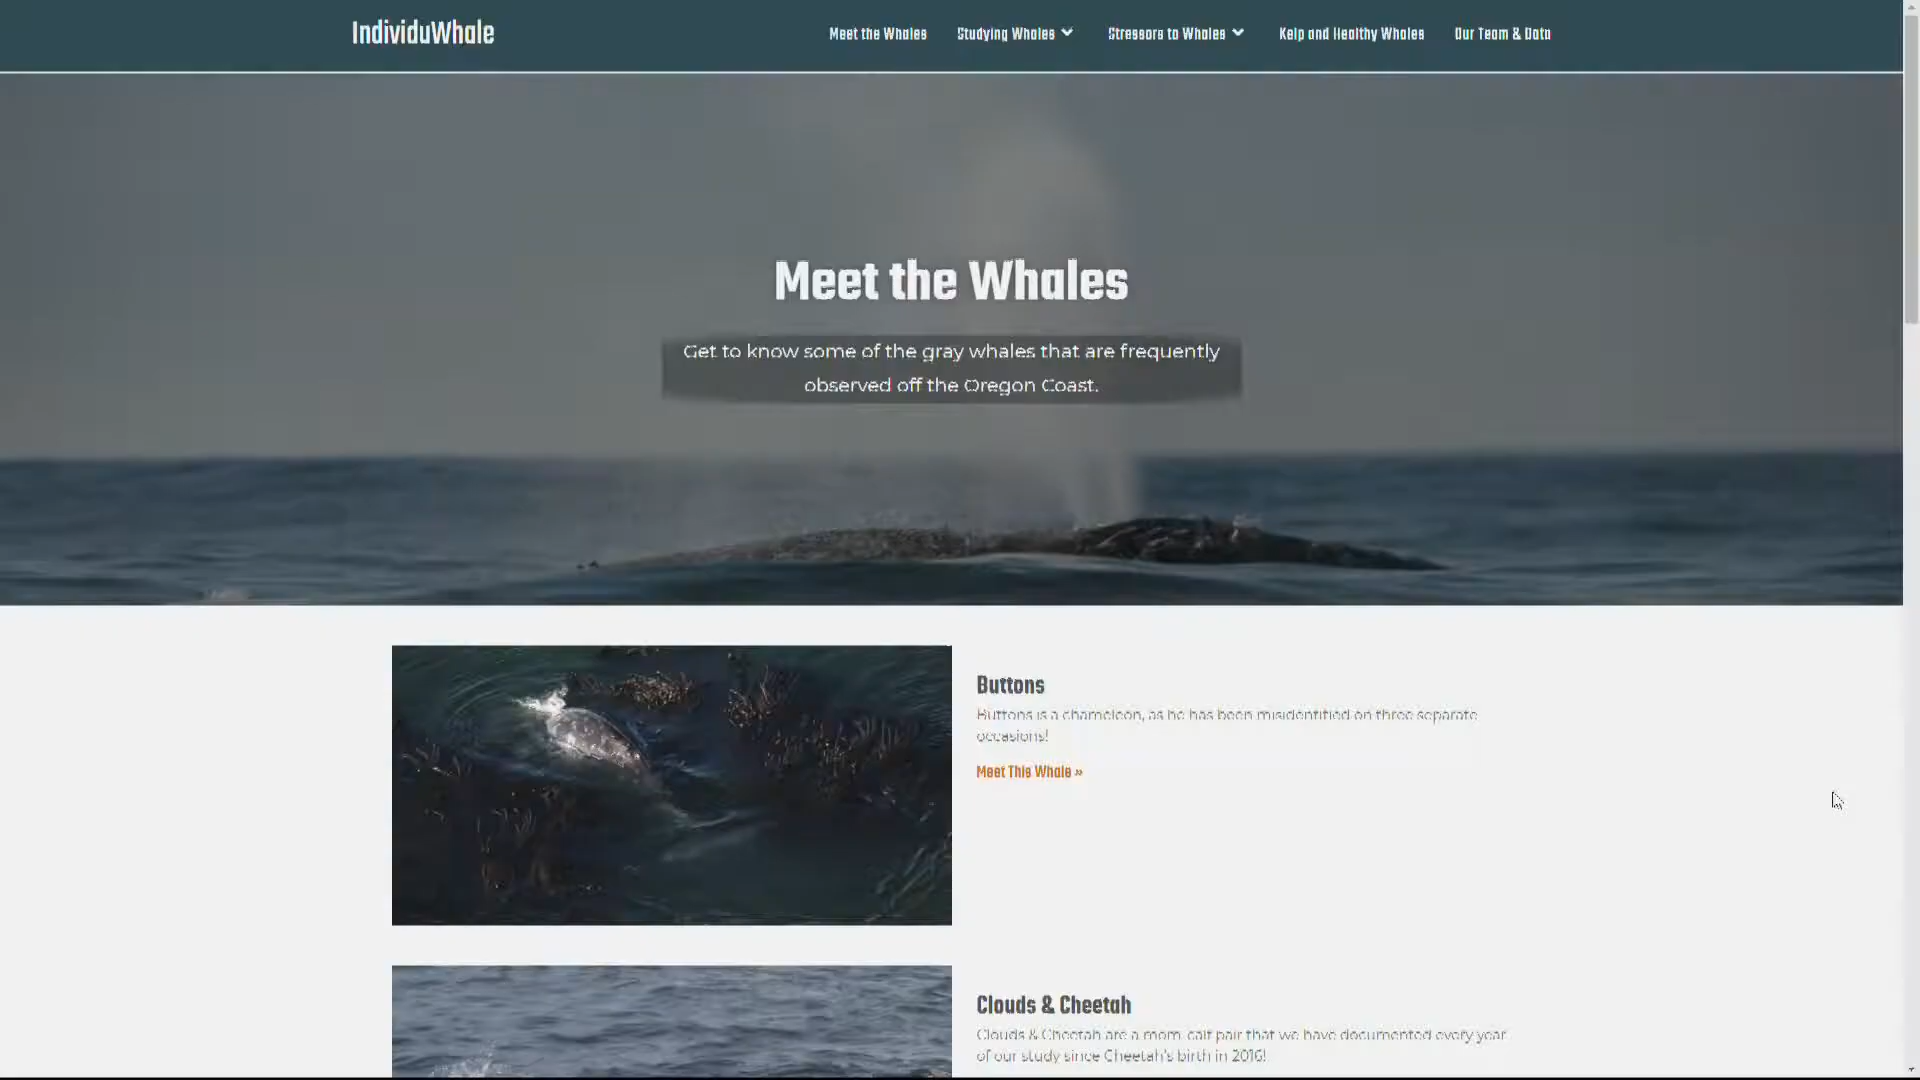 IndividuWhale
Meet the Whales Studying Whales Stressors to Whales Kelp and Healthy Whales Our Team & Data
Meet the Whales
Get to know some of the gray whales that are frequently
observed off the Oregon Coast.
Buttons
Buttons is a chameleon, as he has been misidentified on three separate
occasions!
Meet This Whale »
Clouds & Cheetah
Clouds & Cheetah are a mom-calf pair that we have documented every year
of our study since Cheetah's birth in 2016!